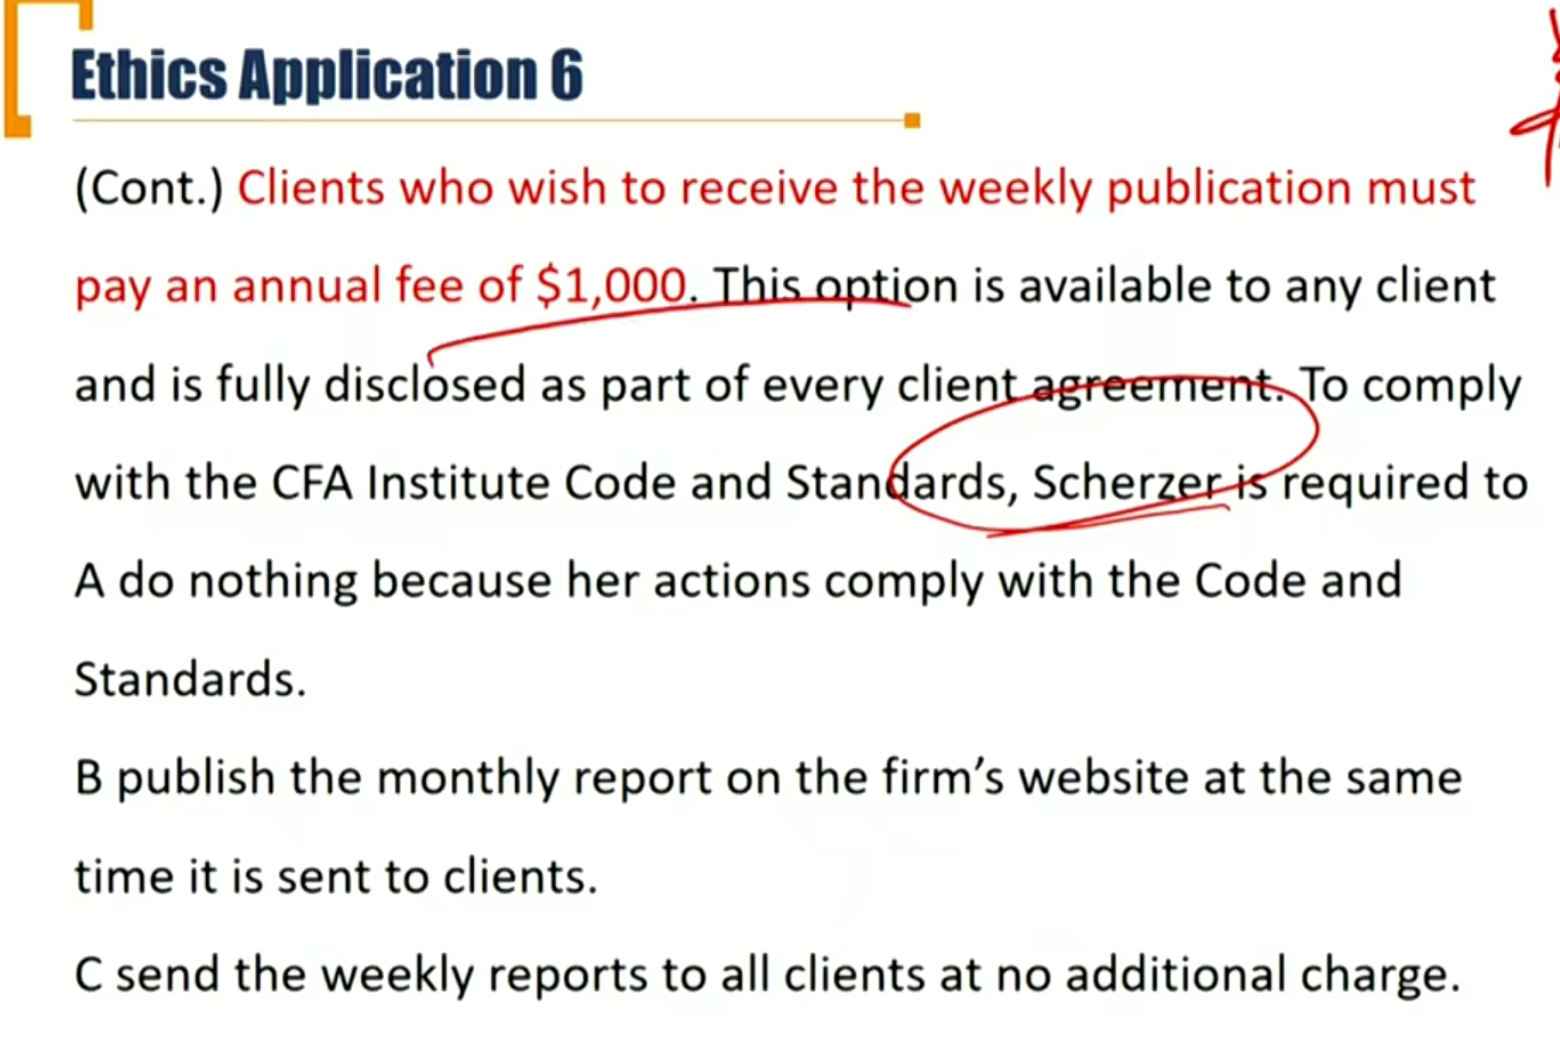 Ethics Application 6
(Cont.) Clients who wish to receive the weekly publication must
pay an annual fee of $1,000. This option is available to any client
and is fully disclosed as part of every client agreement. To comply
with the CFA Institute Code and Standards, Scherzer is required to
A do nothing because her actions comply with the Code and
Standards.
B publish the monthly report on the firm’s website at the same
time it is sent to clients.
C send the weekly reports to all clients at no additional charge.